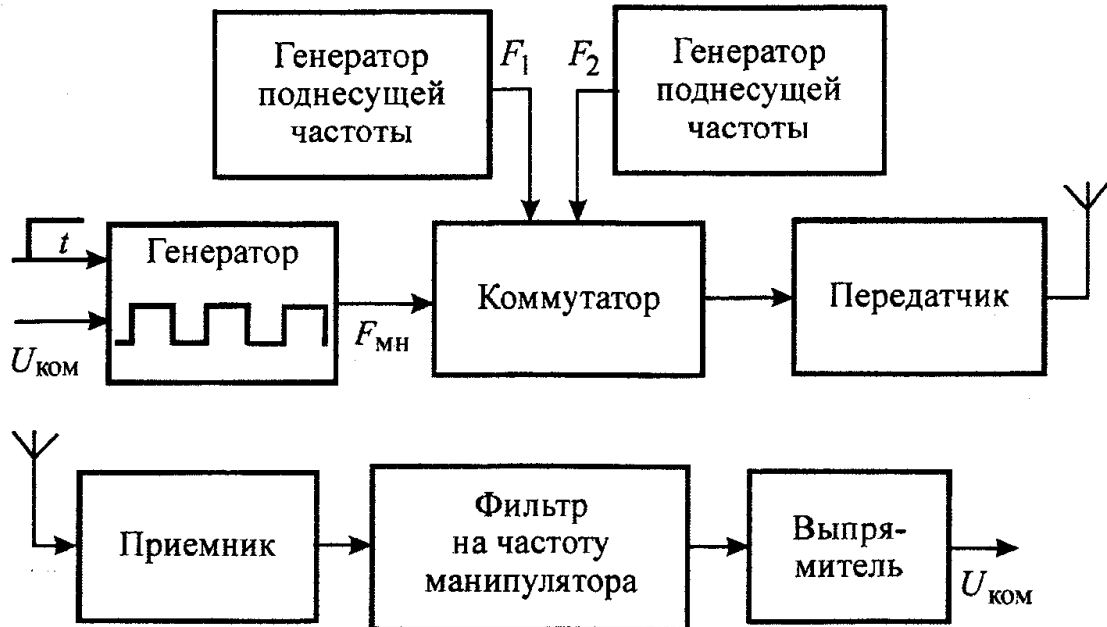 Генератор
поднесущей
частоты
F₁
F₂
Генератор
поднесущей
частоты
t
Uком
Генератор
Fмн
Коммутатор
Передатчик
Приемник
Фильтр
на частоту
манипулятора
Выпря-
митель
Uком